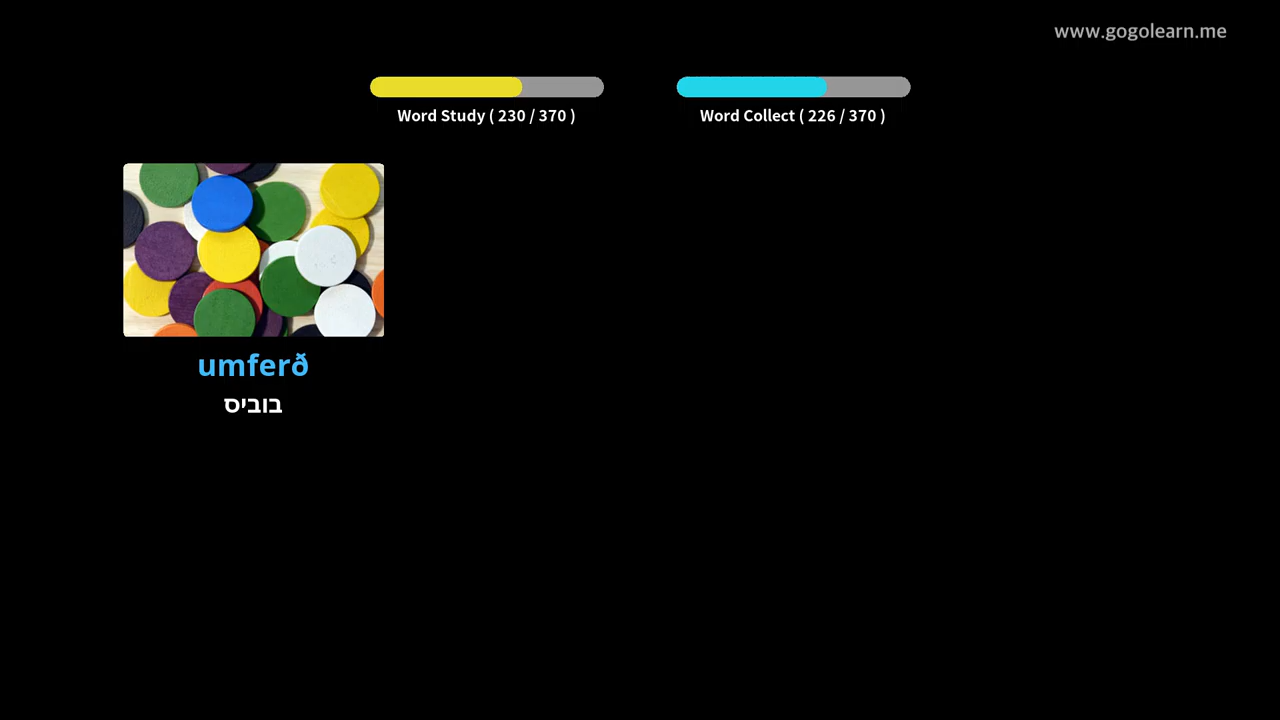 www.gogolearn.me
Word Study ( 230 / 370 )
Word Collect ( 226 / 370 )
umferð
בוביס